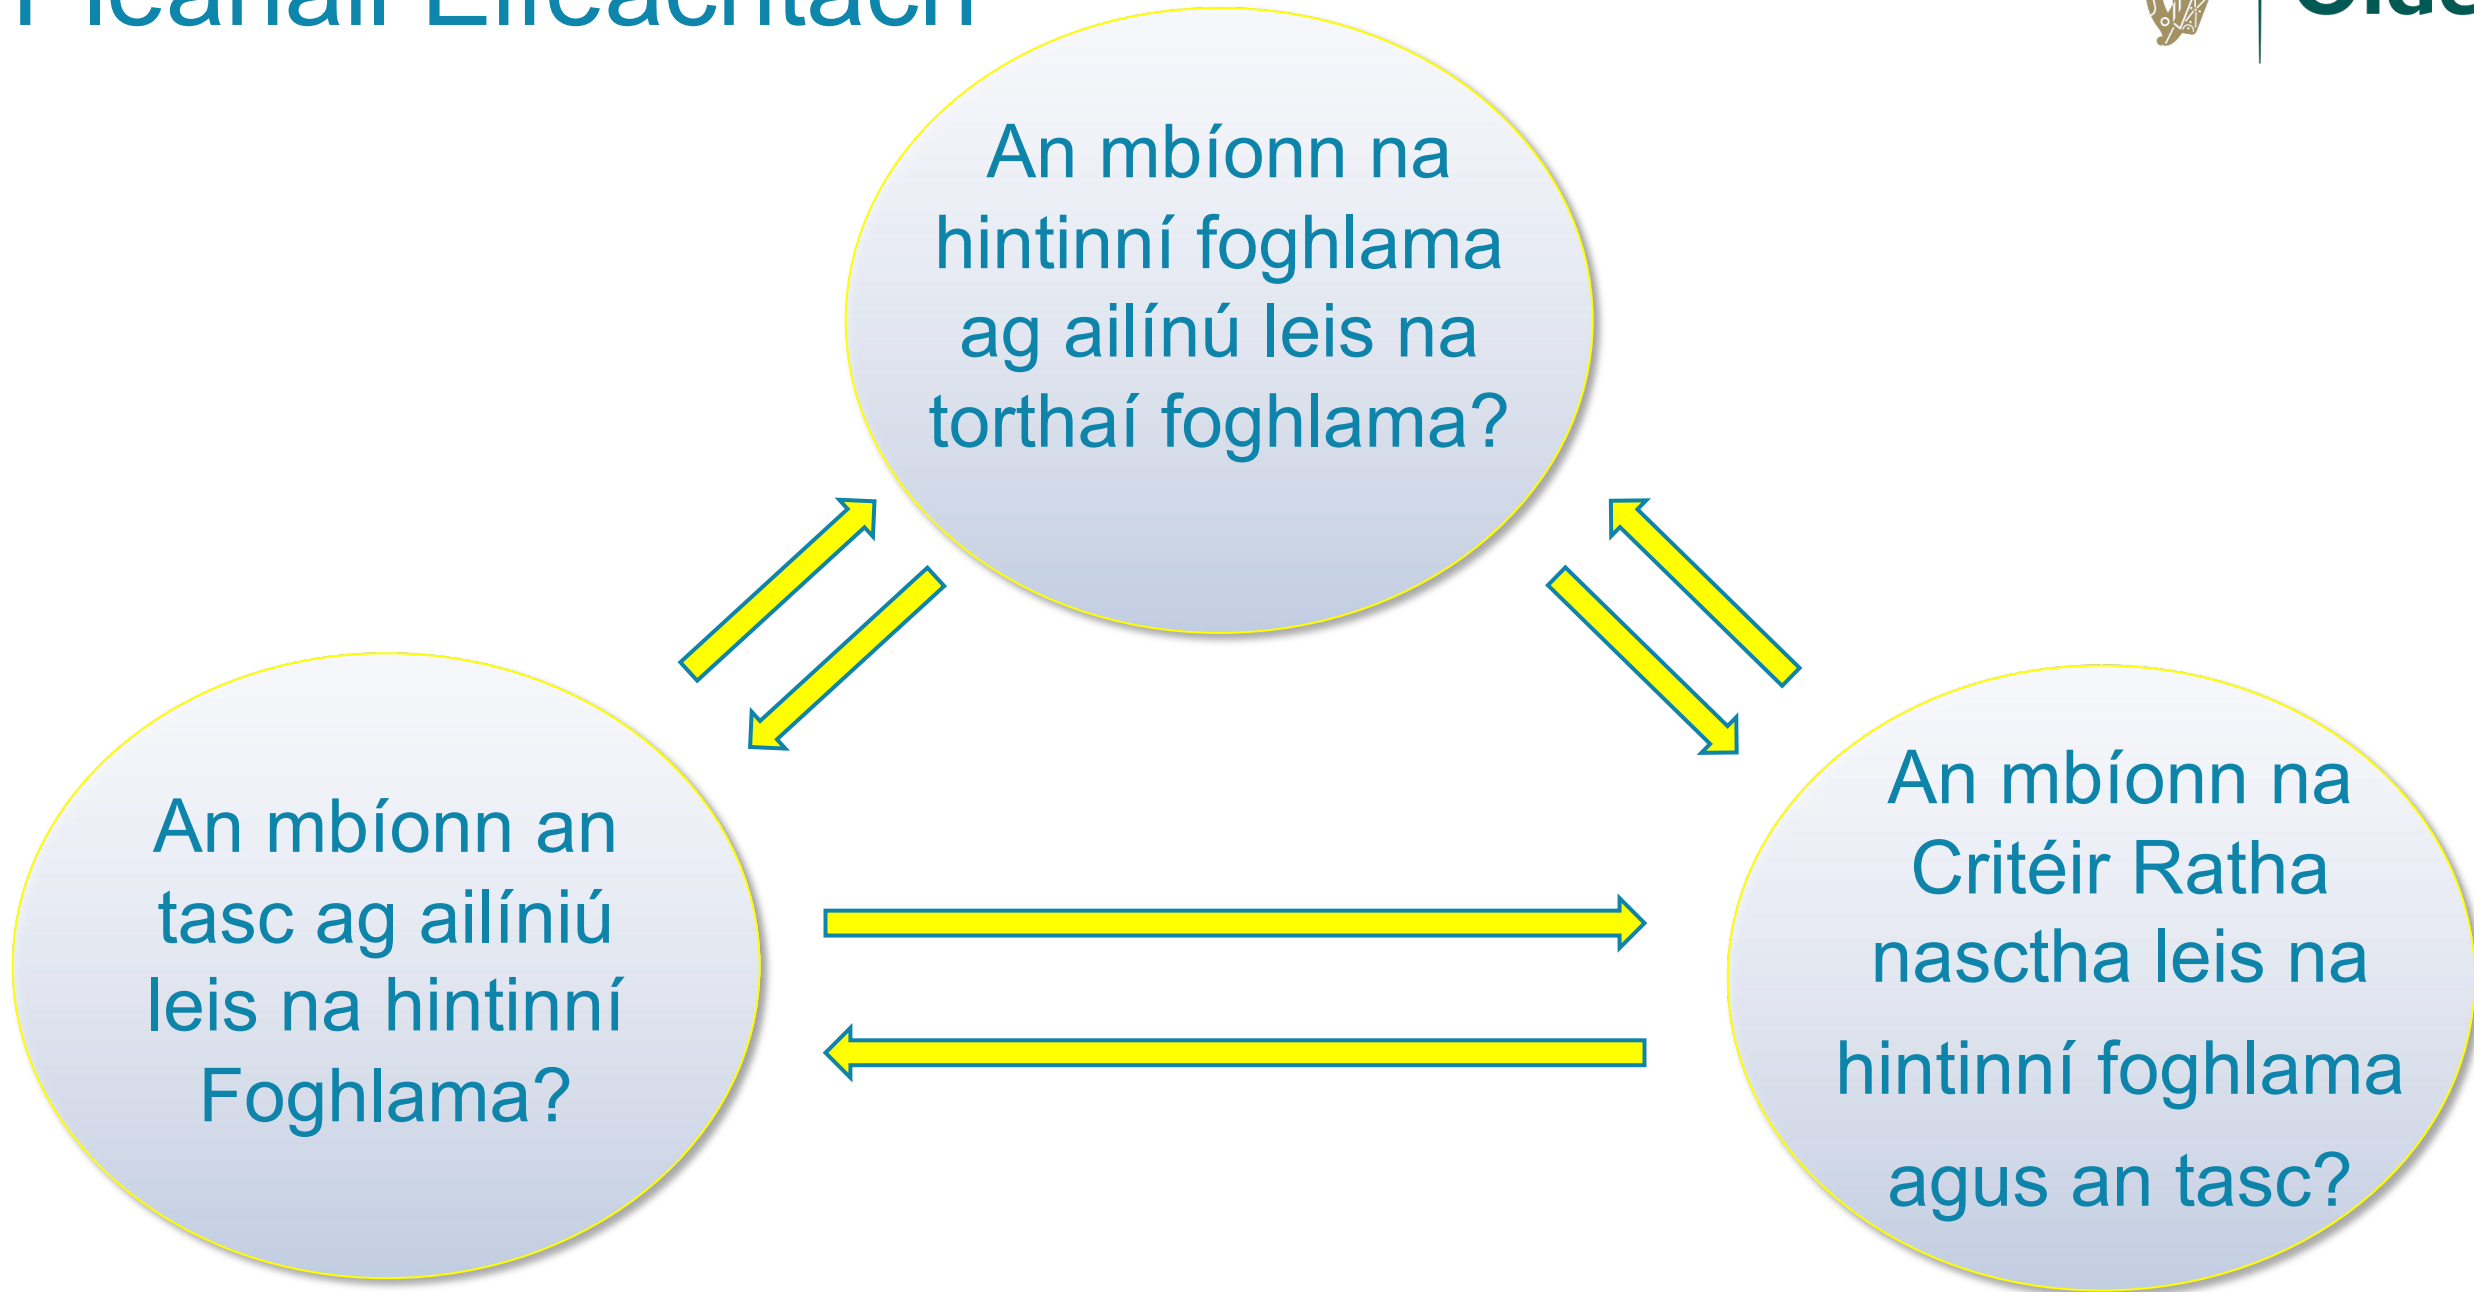 An mbíonn na
hintinní foghlama
ag ailínú leis na
torthaí foghlama?
An mbíonn an
tasc ag ailíniú
leis na hintinní
Foghlama?
An mbíonn na
Critéir Ratha
nasctha leis na
hintinní foghlama
agus an tasc?